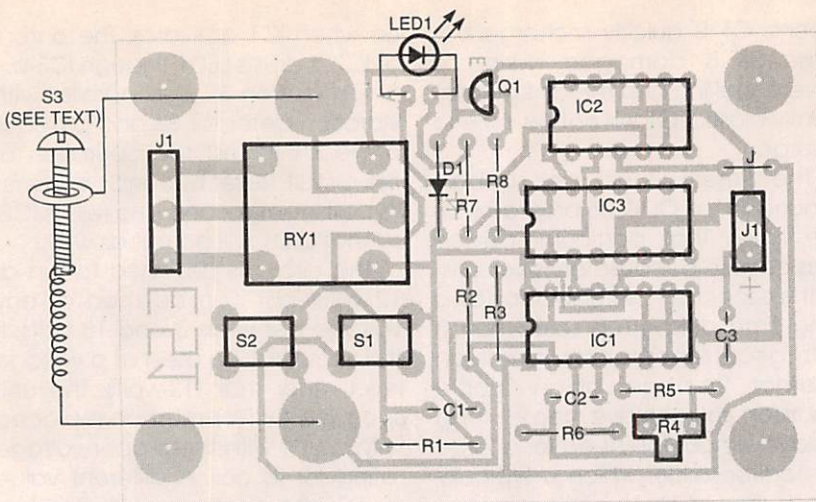 LED1
E
Q1
S3
(SEE TEXT)
J1
IC2
D1
R7
R8
J
RY1
IC3
J1
+
R2
R3
S2
S1
IC1
C3
C1
C2
R5
R1
R6
R4